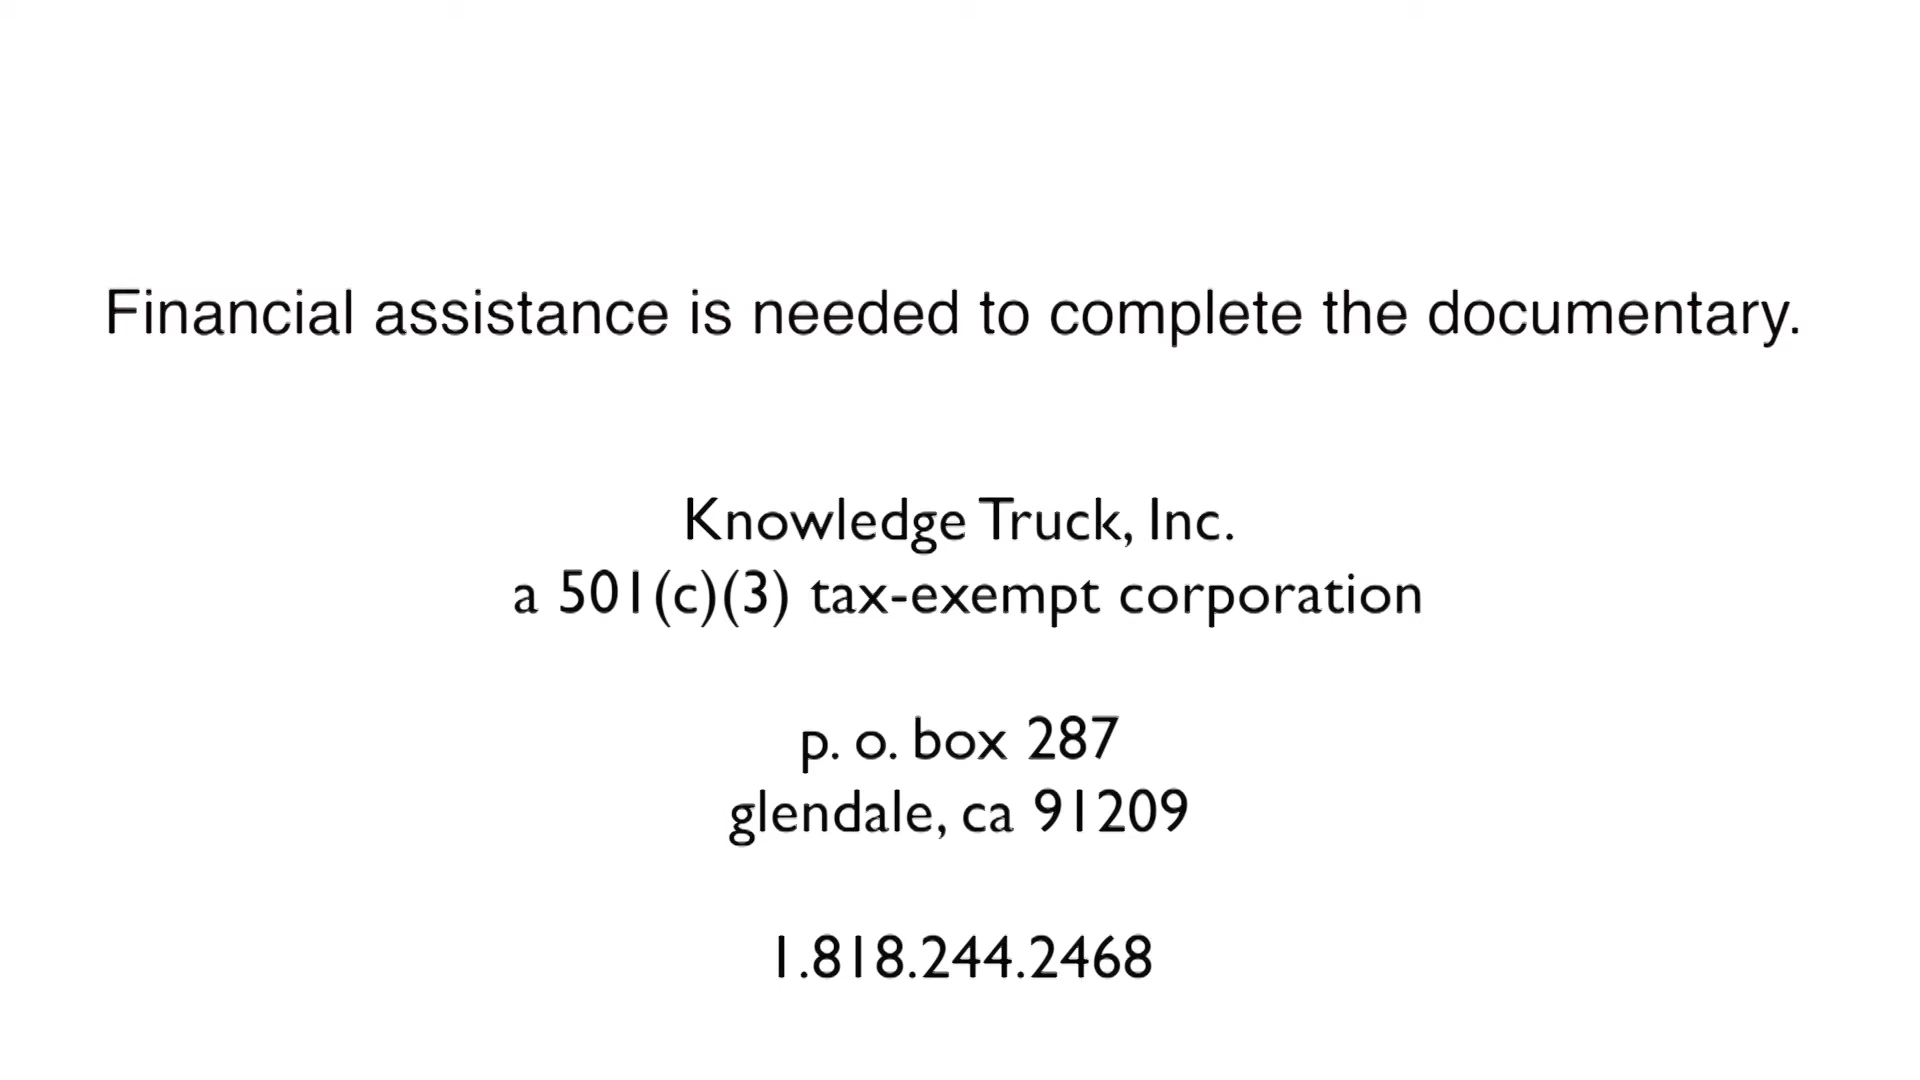 Financial assistance is needed to complete the documentary.
Knowledge Truck, Inc.
a 501(c)(3) tax-exempt corporation
p. o. box 287
glendale, ca 91209
1.818.244.2468